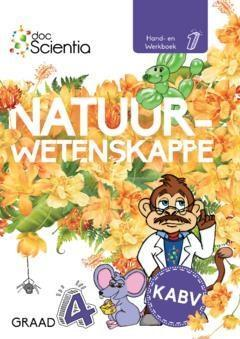 doc
Scientia
Hand- en
Werkboek 1
NATUUR-
WETENSKAPPE
KABV
GRAAD 4